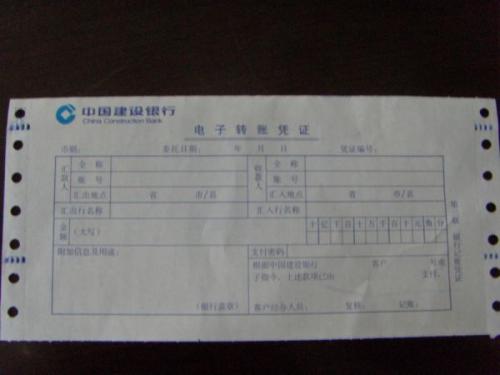 中国建设银行
China Construction Bank
电子转账凭证
币别: 委托日期: 年 月 日 凭证编号:
汇款人 全称 收款人 全称
账号 账号
汇出地点 省 市/县 汇入地点 省 市/县
汇出行名称 汇入行名称
金额 (大写) 十亿千百十万千百十元角分
附加信息及用途: 支付密码
根据中国建设银行 客户 号电
子指令,上述款项已由 支付。
(银行盖章) 客户经办人员: 复核: 记账:
第一联 银行记账凭证